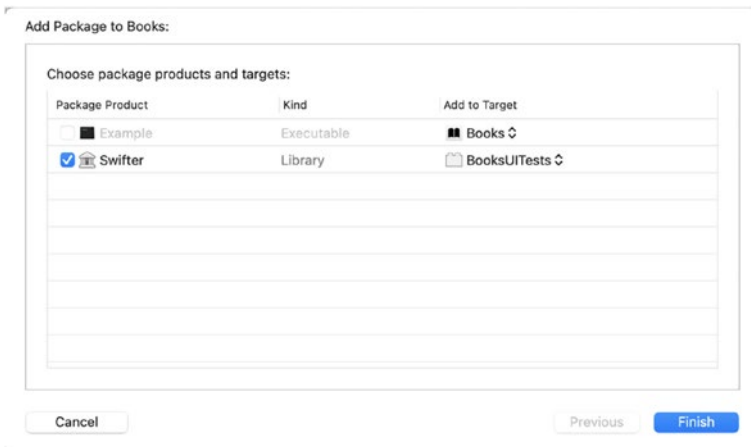 Add Package to Books:
Choose package products and targets:
Package Product Kind Add to Target
Example Executable Books
Swifter Library BooksUITests
Cancel Previous Finish